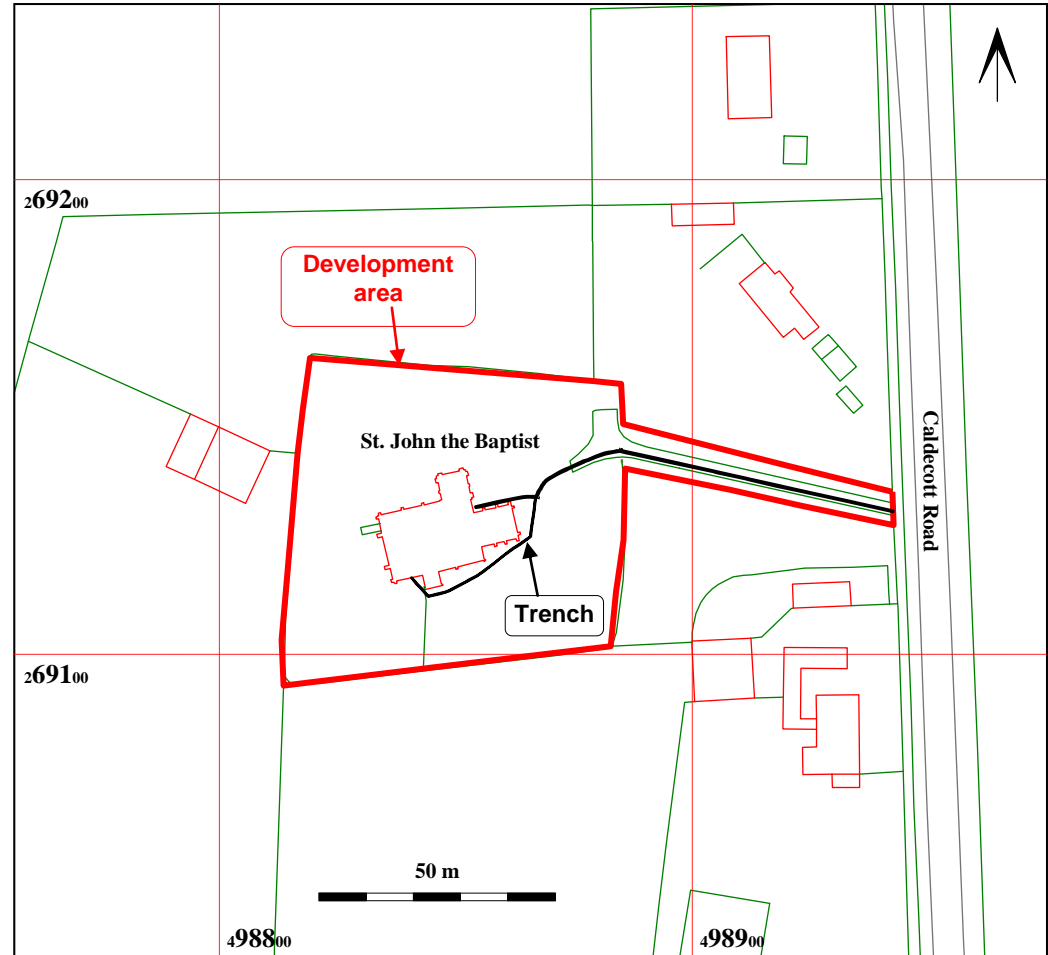 269200
Development
area
St. John the Baptist
Caldecott Road
Trench
269100
50 m
498800
498900